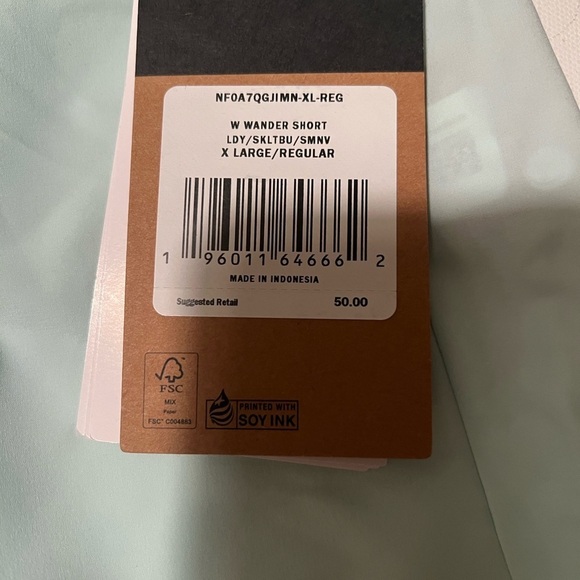 NF0A7QGJIMN-XL-REG
W WANDER SHORT
LDY/SKLTBU/SMNV
X LARGE/REGULAR
1 96011 64666 2
MADE IN INDONESIA
Suggested Retail 50.00
FSC
MIX
Paper
FSC® C004883
PRINTED WITH
SOY INK